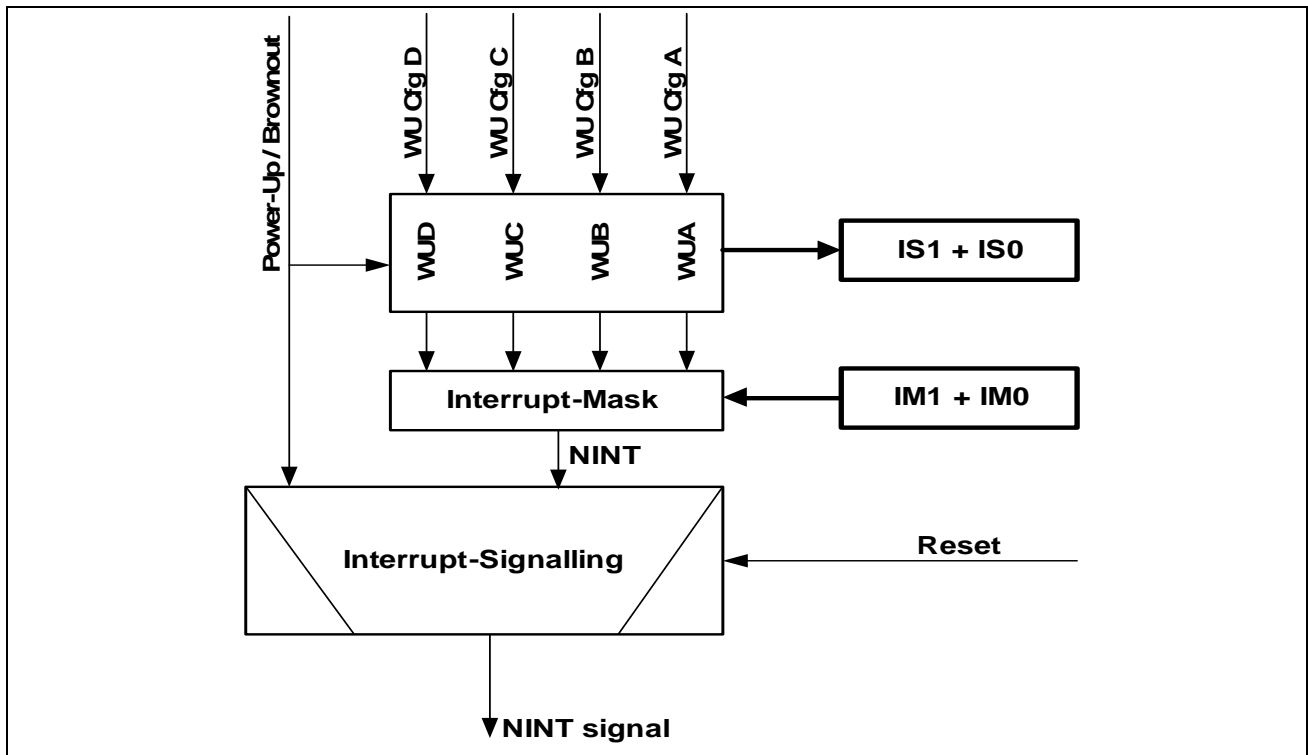 Power-Up / Brownout
WU Cfg D
WU Cfg C
WU Cfg B
WU Cfg A
WUD
WUC
WUB
WUA
IS1 + IS0
Interrupt-Mask
IM1 + IM0
NINT
Interrupt-Signalling
Reset
NINT signal